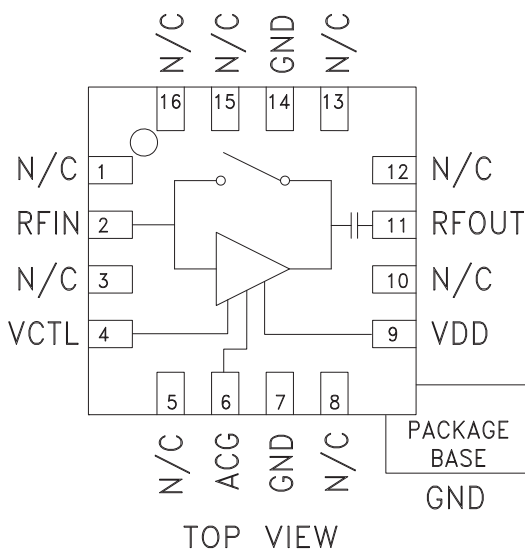 N/C N/C GND N/C
16 15 14 13
N/C 1 12 N/C
RFIN 2 11 RFOUT
N/C 3 10 N/C
VCTL 4 9 VDD
5 6 7 8
N/C ACG GND N/C
PACKAGE
BASE
GND
TOP VIEW